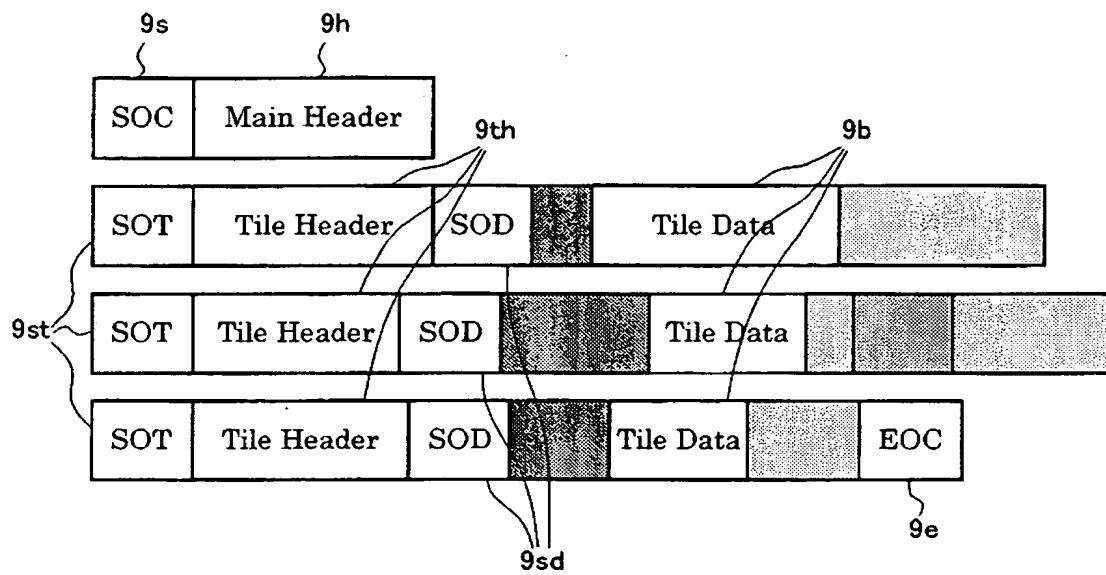 9s 9h
SOC Main Header
9th 9b
SOT Tile Header SOD Tile Data
9st
SOT Tile Header SOD Tile Data
SOT Tile Header SOD Tile Data EOC
9sd 9e